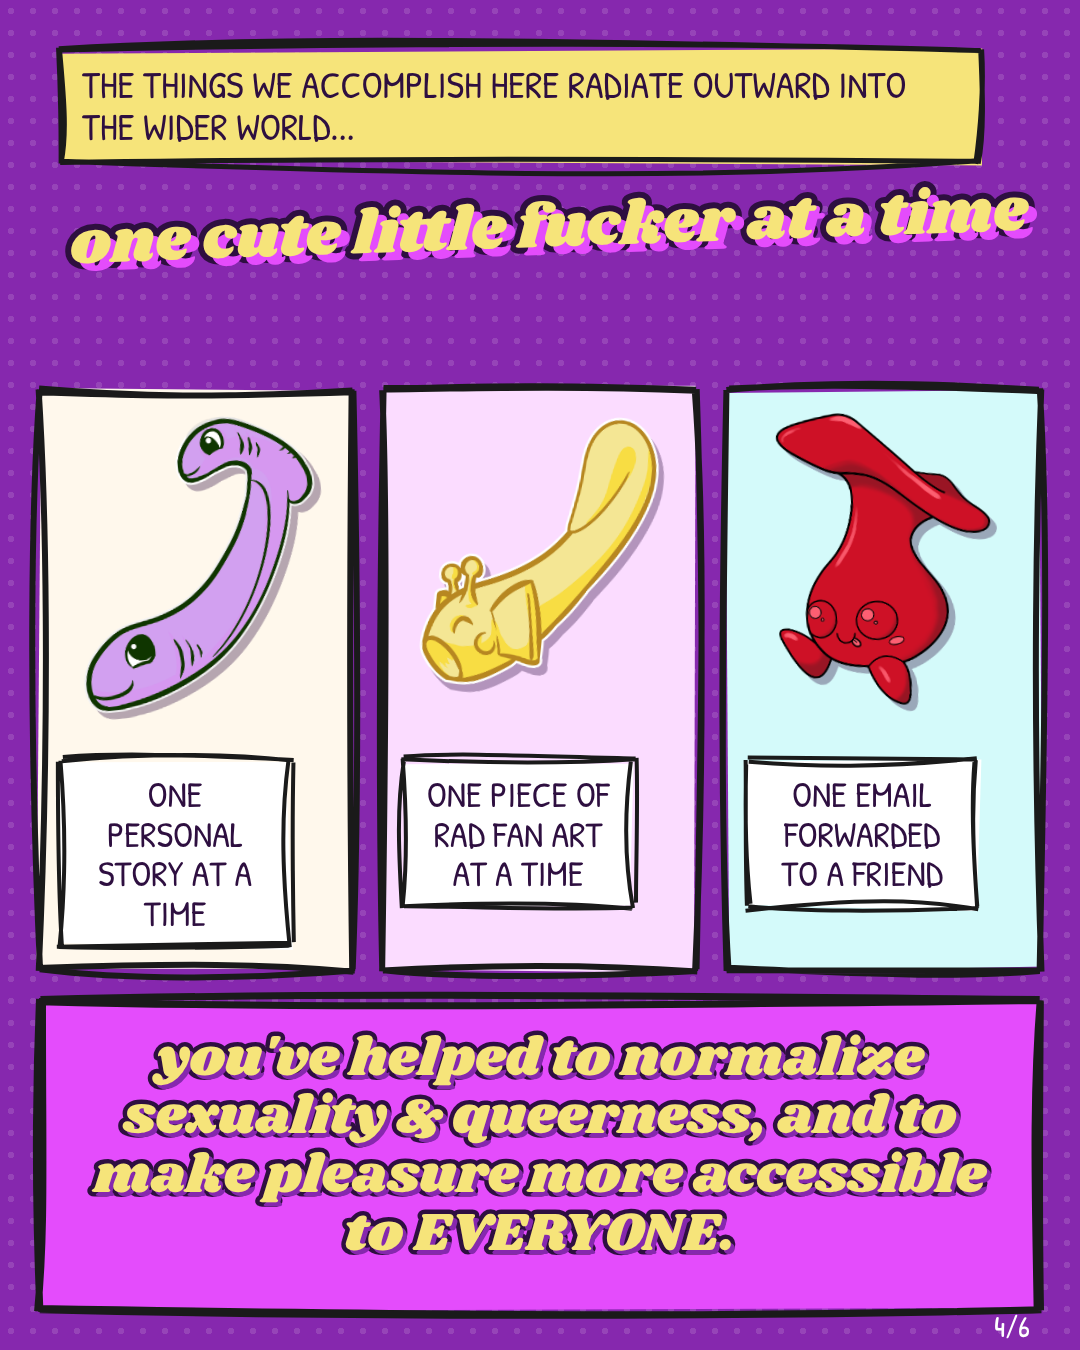 THE THINGS WE ACCOMPLISH HERE RADIATE OUTWARD INTO
THE WIDER WORLD...
one cute little fucker at a time
ONE
PERSONAL
STORY AT A
TIME
ONE PIECE OF
RAD FAN ART
AT A TIME
ONE EMAIL
FORWARDED
TO A FRIEND
you've helped to normalize
sexuality & queerness, and to
make pleasure more accessible
to EVERYONE.
4/6